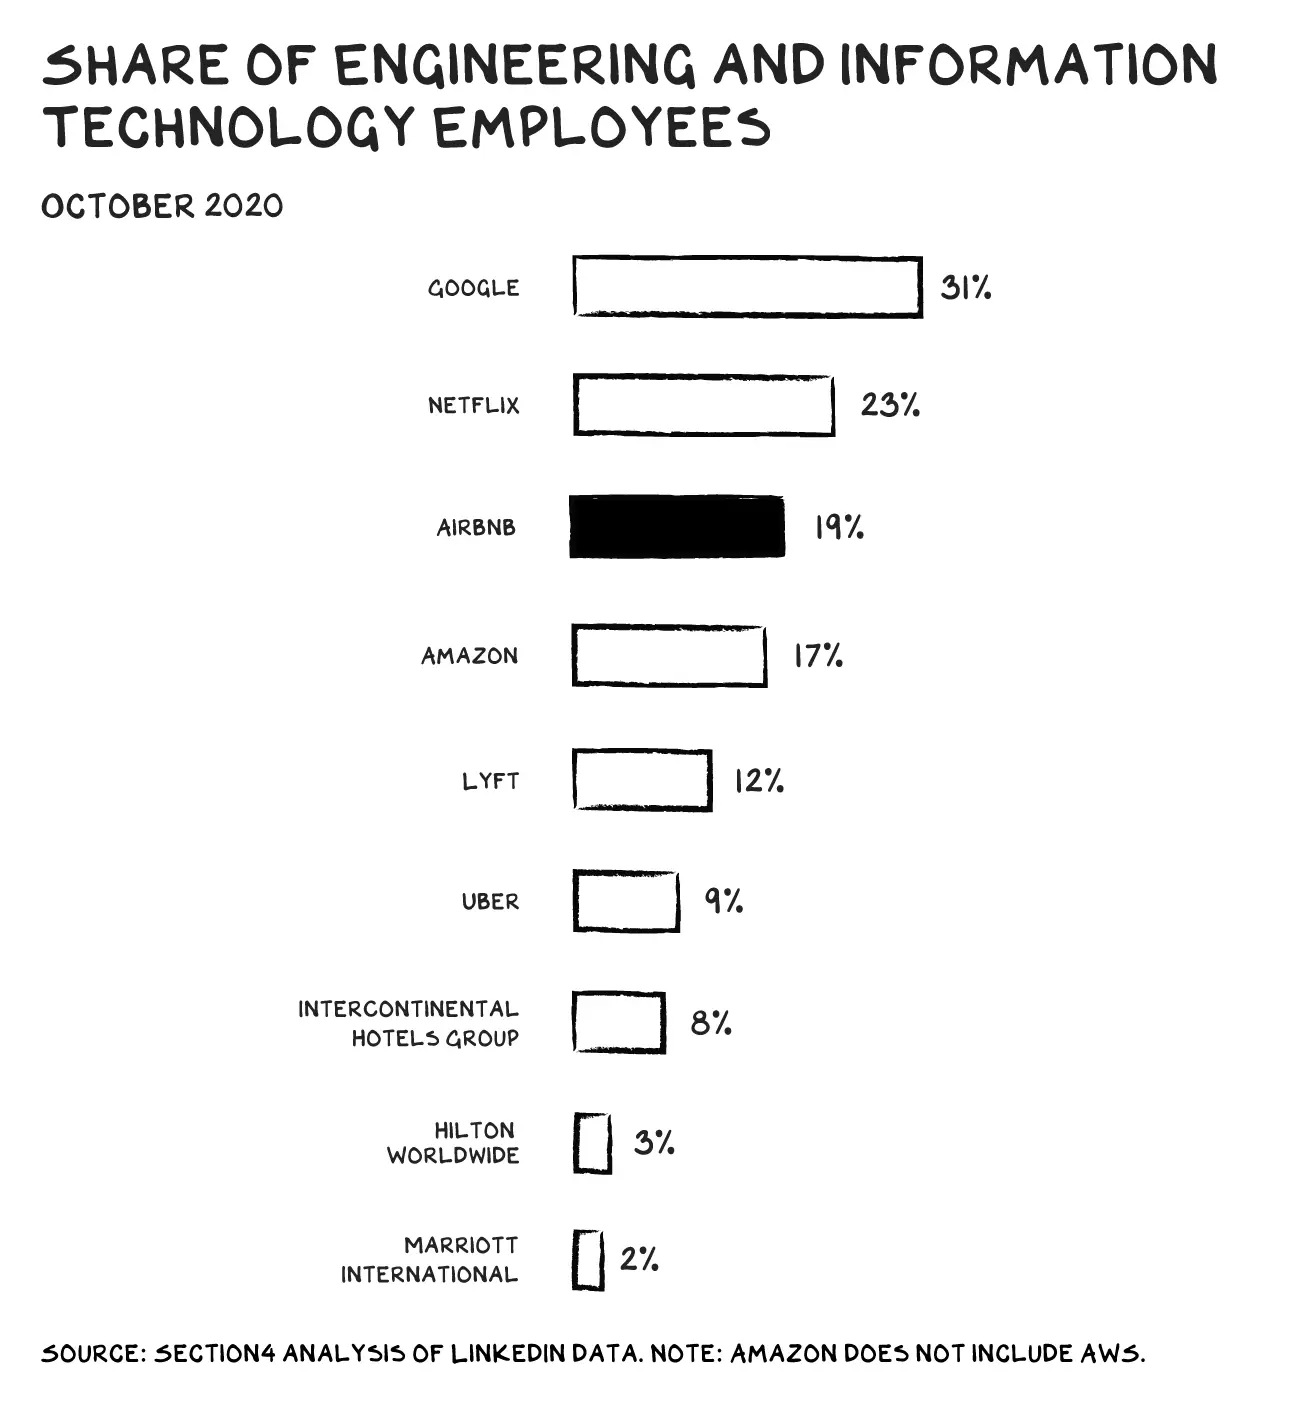 SHARE OF ENGINEERING AND INFORMATION
TECHNOLOGY EMPLOYEES
OCTOBER 2020
GOOGLE 31%
NETFLIX 23%
AIRBNB 19%
AMAZON 17%
LYFT 12%
UBER 9%
INTERCONTINENTAL
HOTELS GROUP
8%
HILTON
WORLDWIDE
3%
MARRIOTT
INTERNATIONAL
2%
SOURCE: SECTION4 ANALYSIS OF LINKEDIN DATA. NOTE: AMAZON DOES NOT INCLUDE AWS.